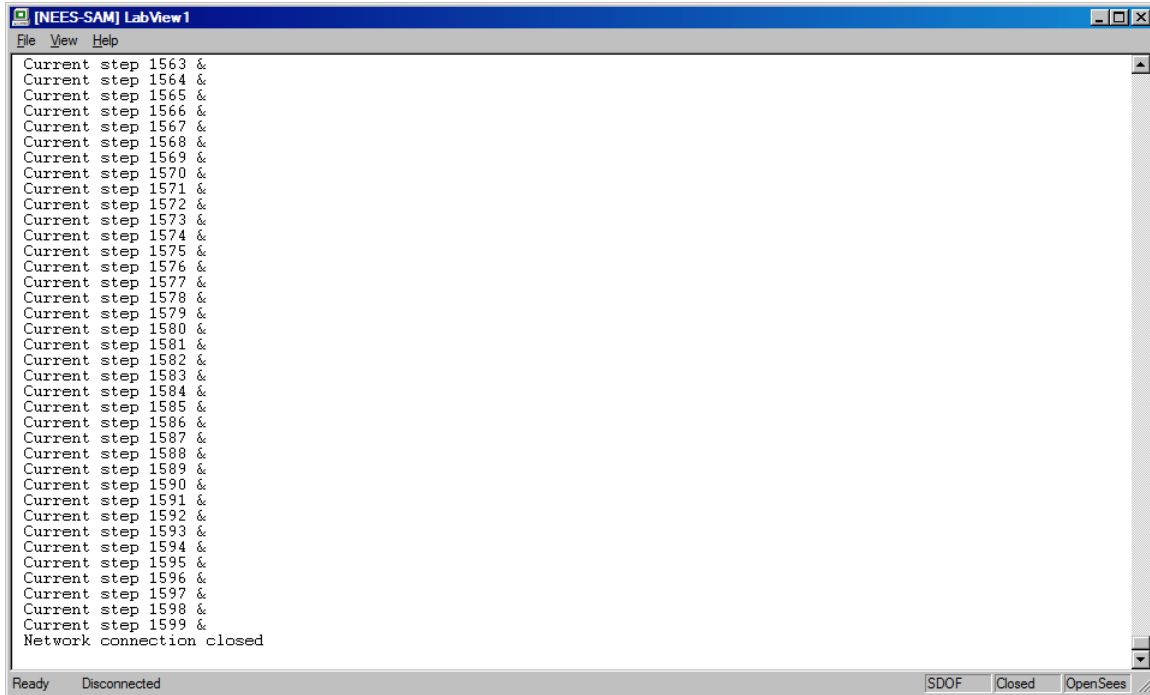 [NEES-SAM] LabView1
File View Help
Current step 1563 &
Current step 1564 &
Current step 1565 &
Current step 1566 &
Current step 1567 &
Current step 1568 &
Current step 1569 &
Current step 1570 &
Current step 1571 &
Current step 1572 &
Current step 1573 &
Current step 1574 &
Current step 1575 &
Current step 1576 &
Current step 1577 &
Current step 1578 &
Current step 1579 &
Current step 1580 &
Current step 1581 &
Current step 1582 &
Current step 1583 &
Current step 1584 &
Current step 1585 &
Current step 1586 &
Current step 1587 &
Current step 1588 &
Current step 1589 &
Current step 1590 &
Current step 1591 &
Current step 1592 &
Current step 1593 &
Current step 1594 &
Current step 1595 &
Current step 1596 &
Current step 1597 &
Current step 1598 &
Current step 1599 &
Network connection closed
Ready Disconnected SDOF Closed OpenSees